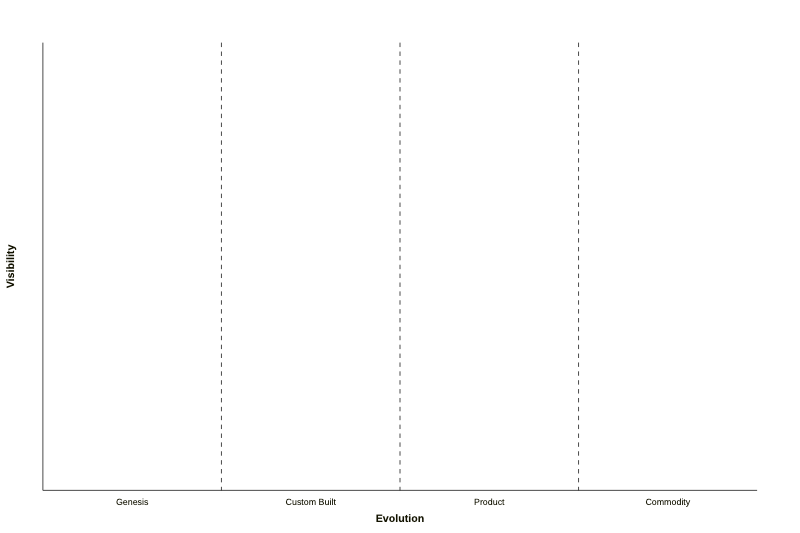 Visibility
Genesis
Custom Built
Product
Commodity
Evolution